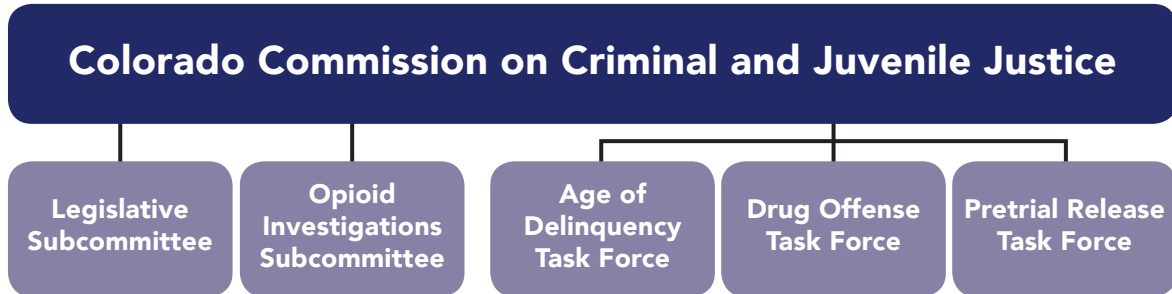 Colorado Commission on Criminal and Juvenile Justice
Legislative
Subcommittee
Opioid
Investigations
Subcommittee
Age of
Delinquency
Task Force
Drug Offense
Task Force
Pretrial Release
Task Force